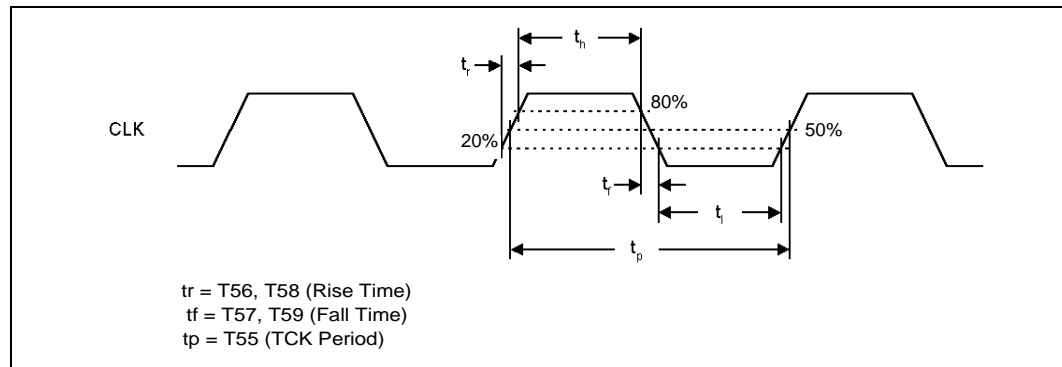 th
tr
80%
CLK
50%
20%
tf
tl
tp
tr = T56, T58 (Rise Time)
tf = T57, T59 (Fall Time)
tp = T55 (TCK Period)